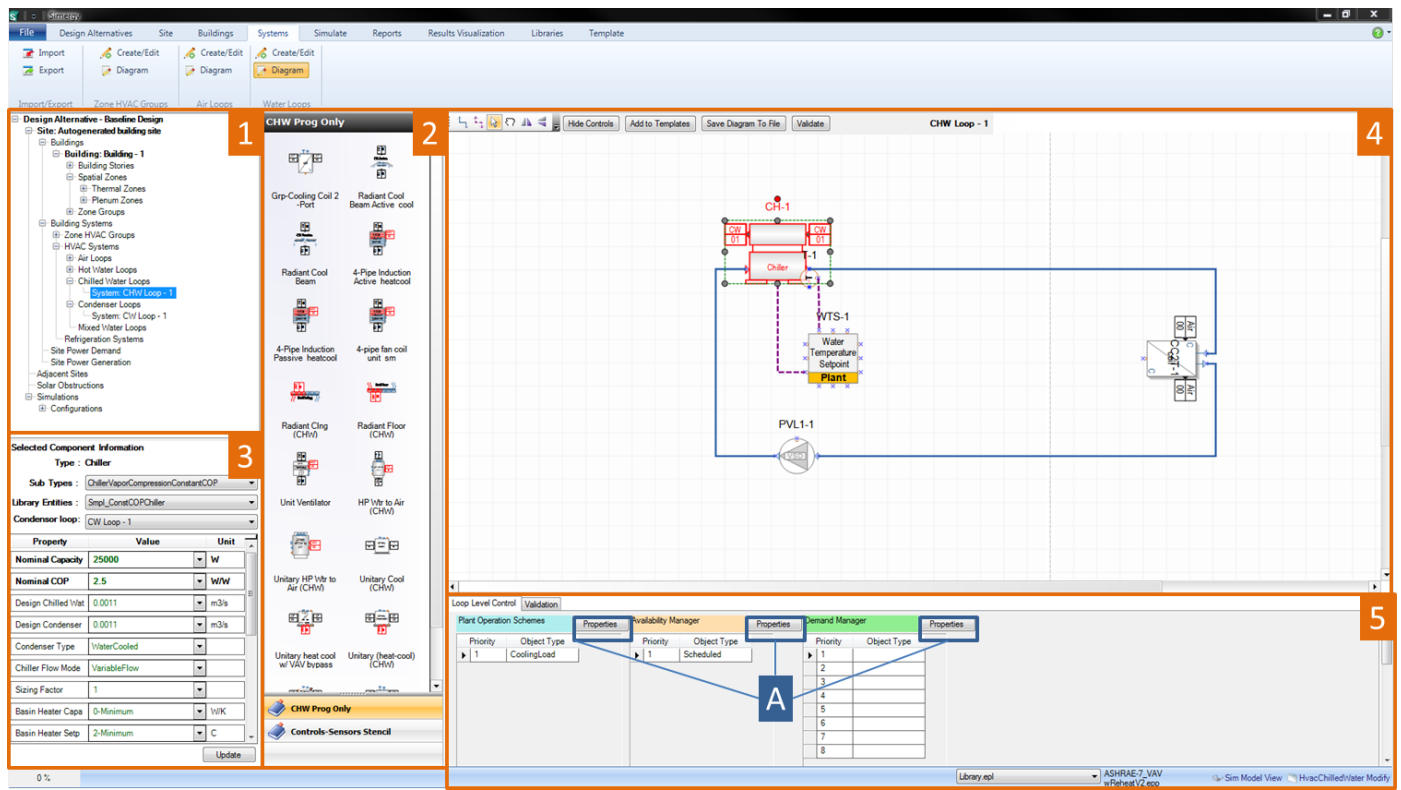 Simergy
File Design Alternatives Site Buildings Systems Simulate Reports Results Visualization Libraries Template
Import Create/Edit Create/Edit Create/Edit
Export Diagram Diagram Diagram
Import/Export Zone HVAC Groups Air Loops Water Loops
1
Design Alternative - Baseline Design
Site: Autogenerated building site
Buildings
Building: Building - 1
Building Stories
Spatial Zones
Thermal Zones
Plenum Zones
Zone Groups
Building Systems
Zone HVAC Groups
HVAC Systems
Air Loops
Hot Water Loops
Chilled Water Loops
System: CHW Loop - 1
Condenser Loops
System: CW Loop - 1
Mixed Water Loops
Refrigeration Systems
Site Power Demand
Site Power Generation
Adjacent Sites
Solar Obstructions
Simulations
Configurations
3
Selected Component Information
Type : Chiller
Sub Types : ChillerVaporCompressionConstantCOP
Library Entities : Smpl_ConstCOPChiller
Condensor loop: CW Loop - 1
Property Value Unit
Nominal Capacity 25000 W
Nominal COP 2.5 W/W
Design Chilled Wat 0.0011 m3/s
Design Condenser 0.0011 m3/s
Condenser Type WaterCooled
Chiller Flow Mode VariableFlow
Sizing Factor 1
Basin Heater Capa 0-Minimum W/K
Basin Heater Setp 2-Minimum C
Update
0 %
2
CHW Prog Only
Grp-Cooling Coil 2 -Port
Radiant Cool Beam Active cool
Radiant Cool Beam
4-Pipe Induction Active heatcool
4-Pipe Induction Passive heatcool
4-pipe fan coil unit sm
Radiant Clng (CHW)
Radiant Floor (CHW)
Unit Ventilator
HP Wtr to Air (CHW)
Unitary HP Wtr to Air (CHW)
Unitary Cool (CHW)
Unitary heat cool w/ VAV bypass
Unitary (heat-cool) (CHW)
CHW Prog Only
Controls-Sensors Stencil
4
Hide Controls Add to Templates Save Diagram To File Validate CHW Loop - 1
CH-1
CW CW
01 01
T-1
Chiller
T
WTS-1
Water
Temperature
Setpoint
Plant
PVL1-1
VSD
Air
00
C
CC2T-1
C
Air
00
5
Loop Level Control Validation
Plant Operation Schemes Properties Availability Manager Properties Demand Manager Properties
Priority Object Type Priority Object Type Priority Object Type
1 CoolingLoad 1 Scheduled 1
2
3
4
5
6
7
8
A
Library.epl ASHRAE-7_VAV Sim Model View HvacChilledWater Modify
wReheatV2.epp